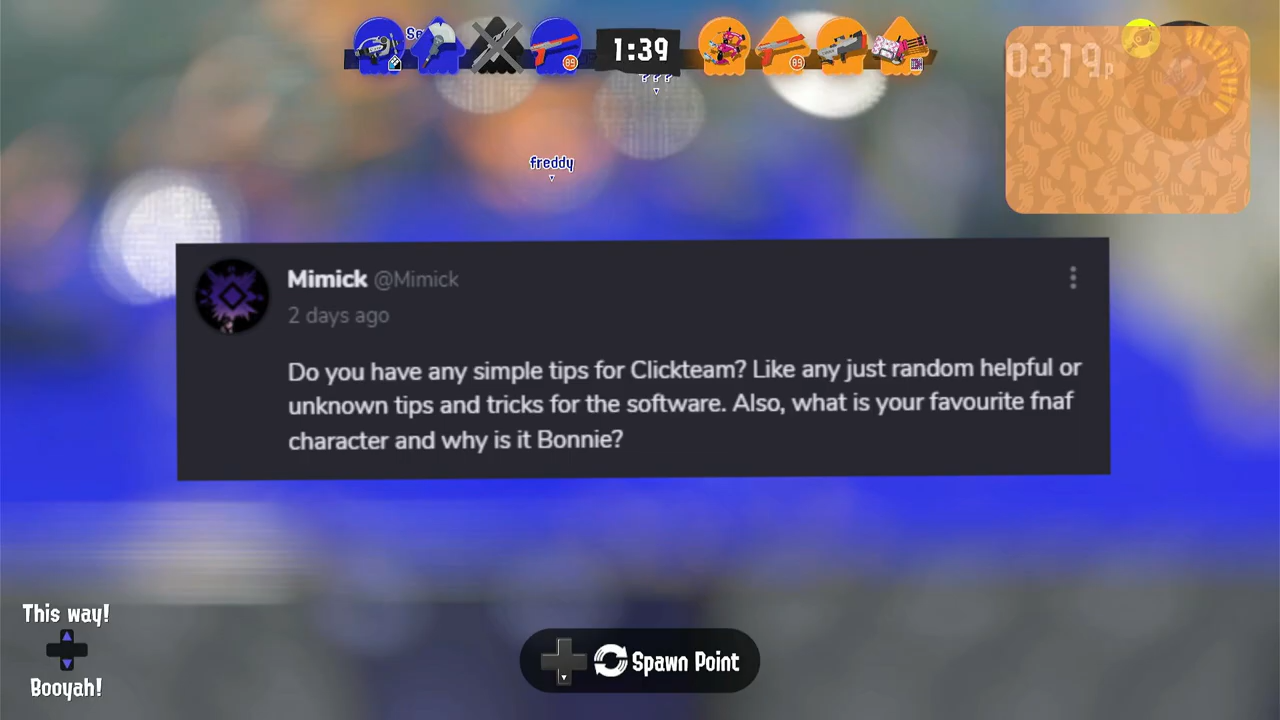 1:39
0319p
freddy
Mimick @Mimick
2 days ago
Do you have any simple tips for Clickteam? Like any just random helpful or
unknown tips and tricks for the software. Also, what is your favourite fnaf
character and why is it Bonnie?
This way!
Booyah!
Spawn Point